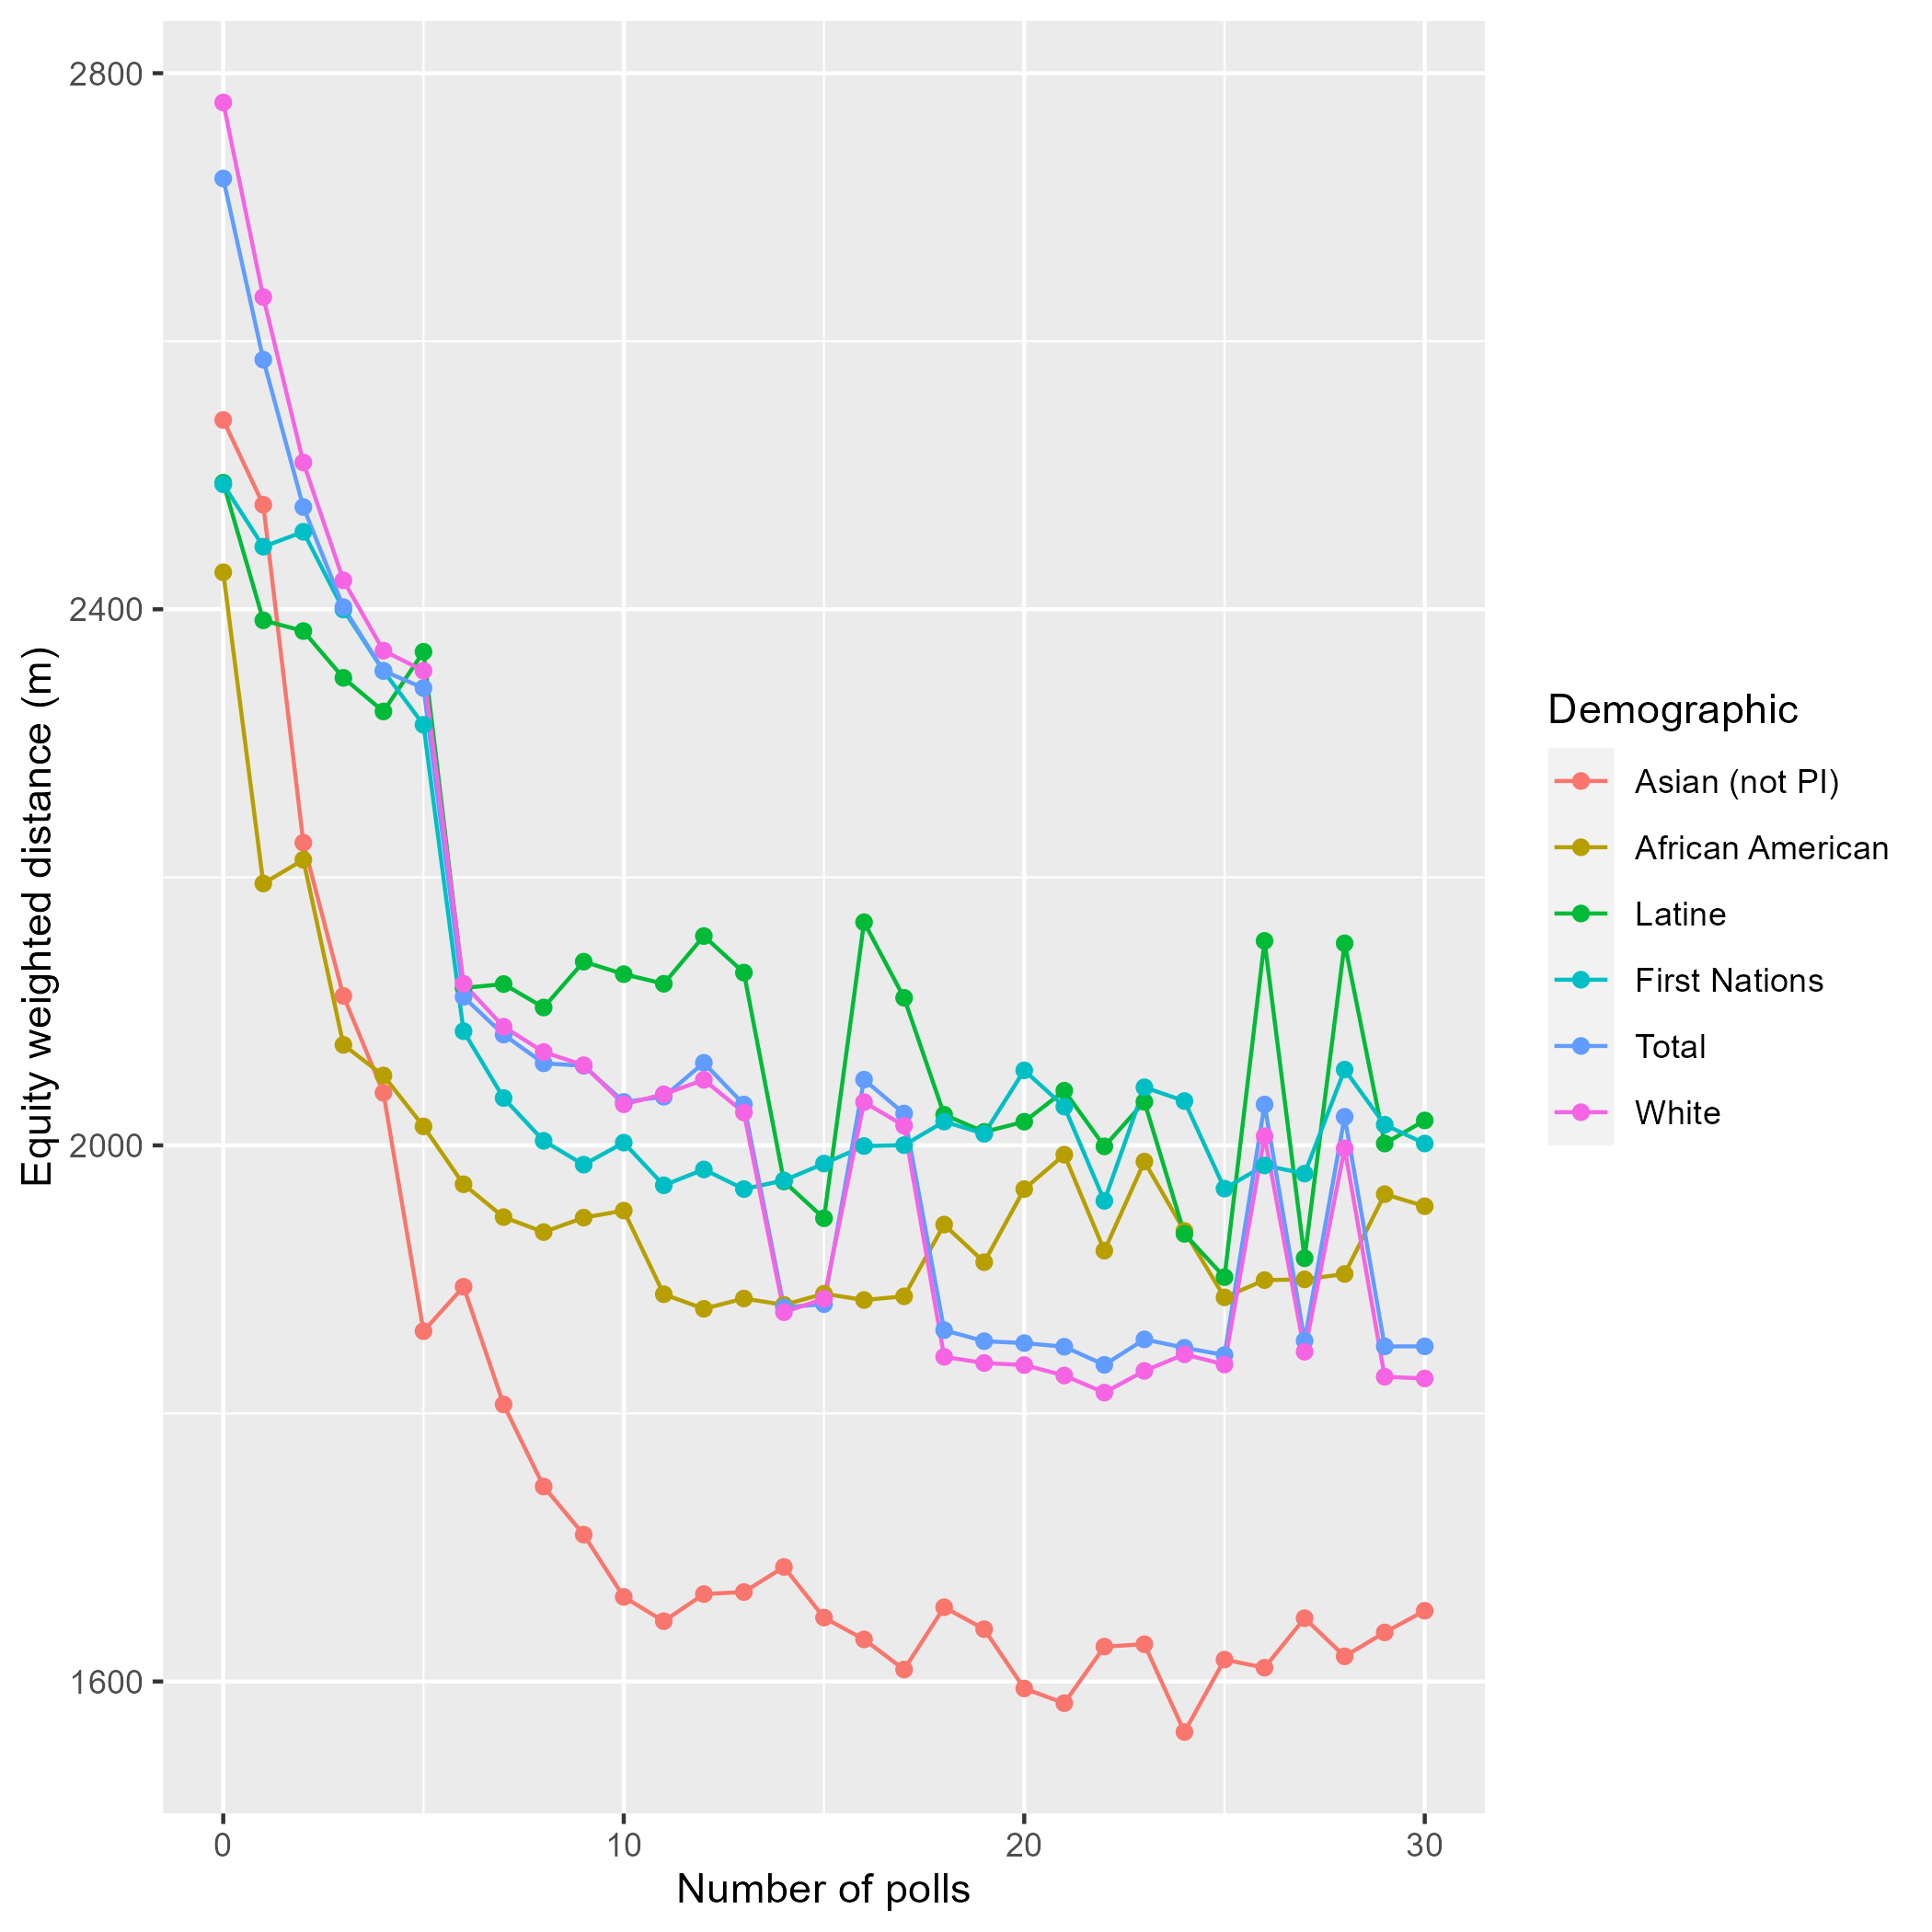 Equity weighted distance (m)
2800
2400
2000
1600
0
10
20
30
Number of polls
Demographic
Asian (not PI)
African American
Latine
First Nations
Total
White